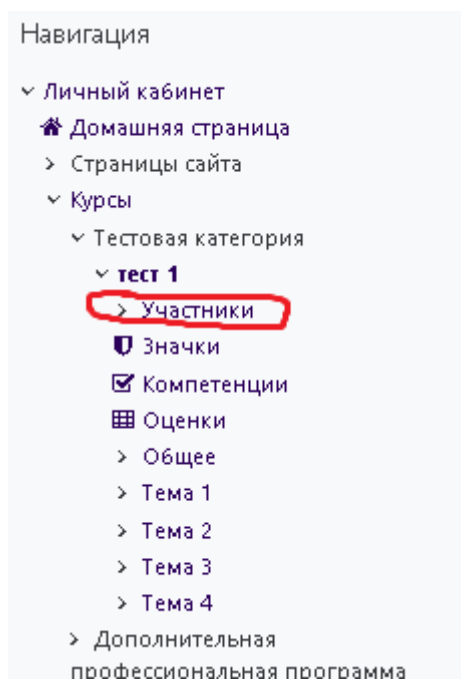 Навигация
Личный кабинет
Домашняя страница
Страницы сайта
Курсы
Тестовая категория
тест 1
Участники
Значки
Компетенции
Оценки
Общее
Тема 1
Тема 2
Тема 3
Тема 4
Дополнительная
профессиональная программа